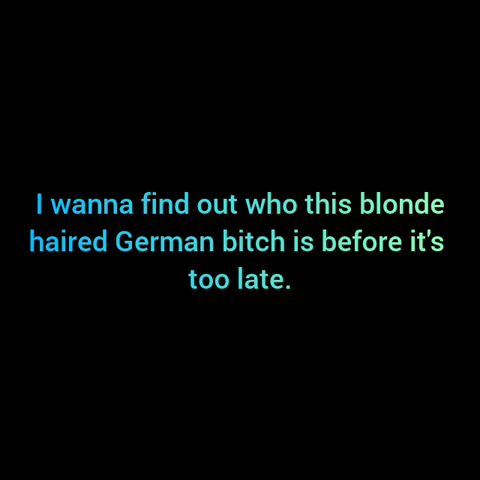 I wanna find out who this blonde
haired German bitch is before it's
too late.